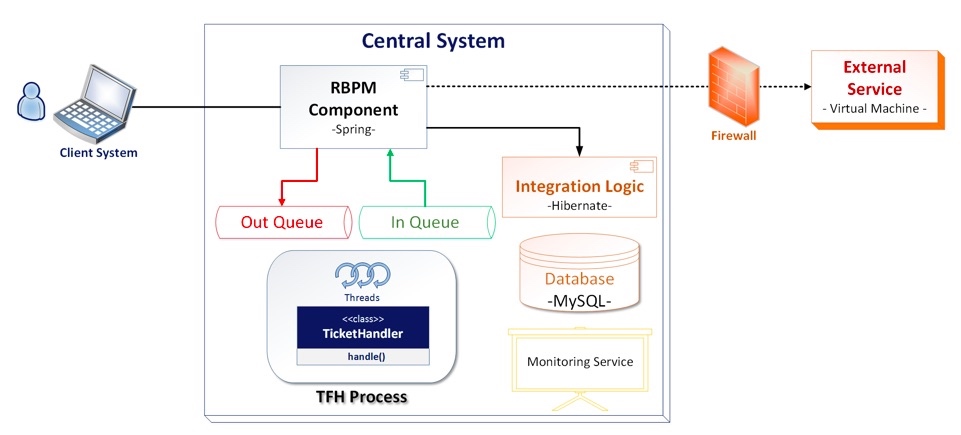 Central System
RBPM
Component
-Spring-
External
Service
- Virtual Machine -
Firewall
Client System
Integration Logic
-Hibernate-
Out Queue
In Queue
Database
-MySQL-
Threads
<<class>>
TicketHandler
handle()
Monitoring Service
TFH Process